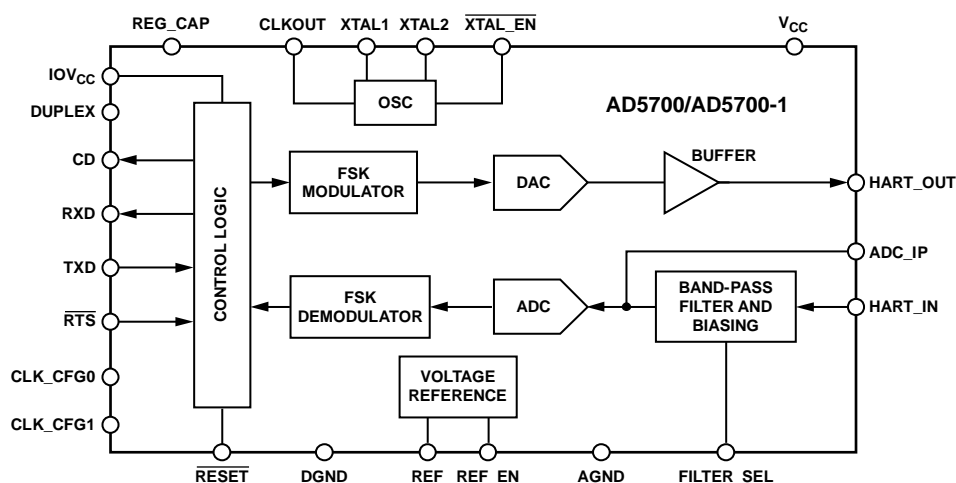 REG_CAP
CLKOUT
XTAL1
XTAL2
XTAL_EN
VCC
IOVCC
DUPLEX
CD
RXD
TXD
RTS
CLK_CFG0
CLK_CFG1
OSC
AD5700/AD5700-1
CONTROL LOGIC
FSK
MODULATOR
DAC
BUFFER
HART_OUT
ADC_IP
HART_IN
FSK
DEMODULATOR
ADC
BAND-PASS
FILTER AND
BIASING
VOLTAGE
REFERENCE
RESET
DGND
REF
REF_EN
AGND
FILTER_SEL